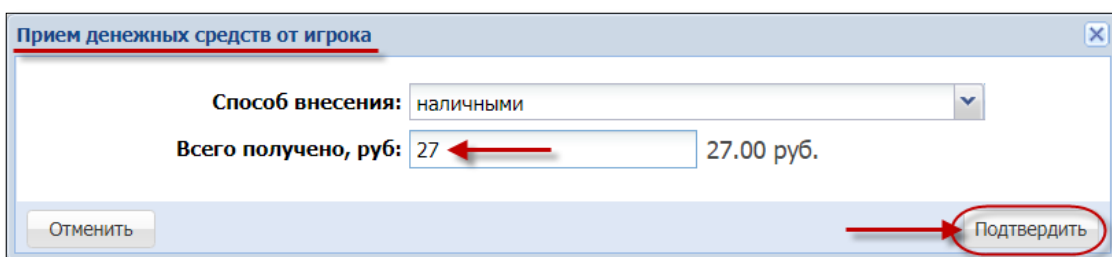 Прием денежных средств от игрока
Способ внесения: наличными
Всего получено, руб: 27 27.00 руб.
Отменить Подтвердить